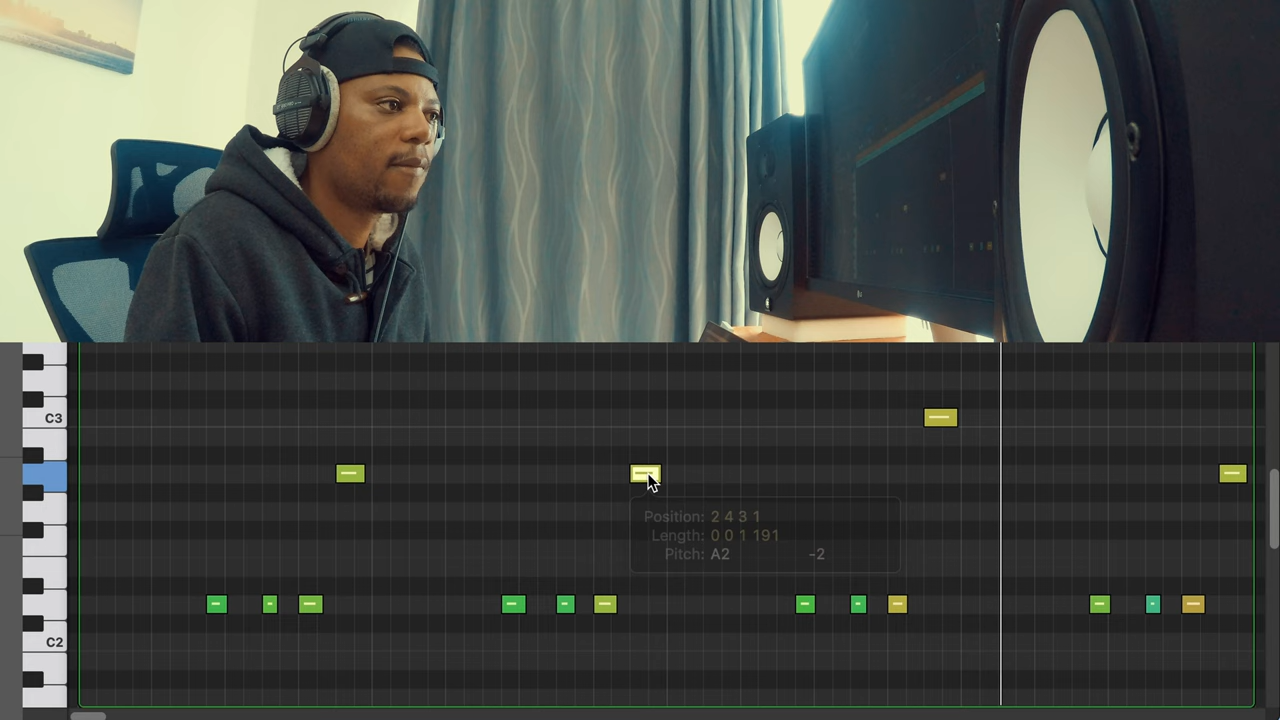 C3
Position: 2 4 3 1
Length: 0 0 1 191
Pitch: A2 -2
C2